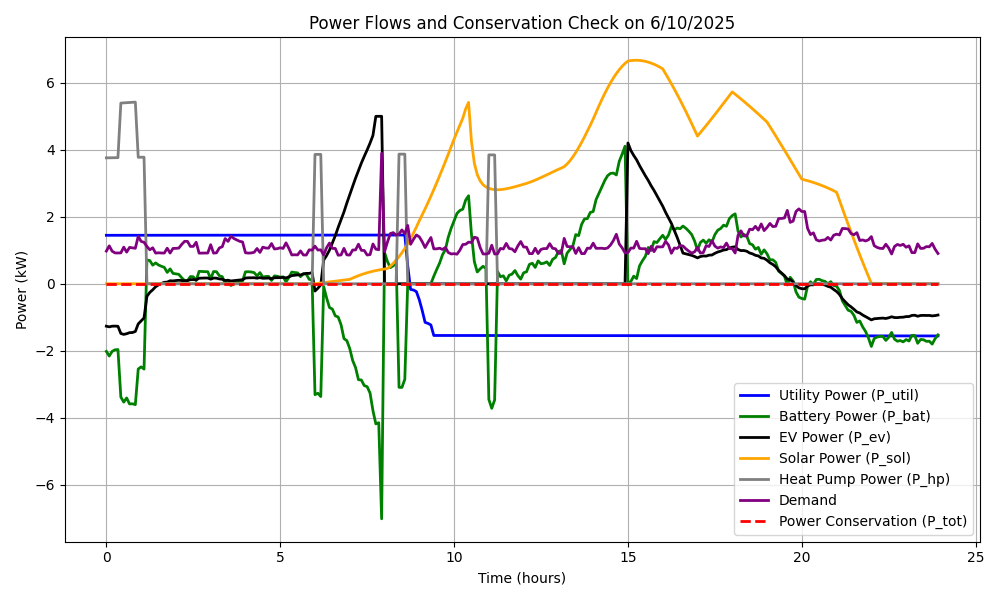 Power Flows and Conservation Check on 6/10/2025
Power (kW)
6
4
2
0
−2
−4
−6
0
5
10
15
20
25
Time (hours)
Utility Power (P_util)
Battery Power (P_bat)
EV Power (P_ev)
Solar Power (P_sol)
Heat Pump Power (P_hp)
Demand
Power Conservation (P_tot)